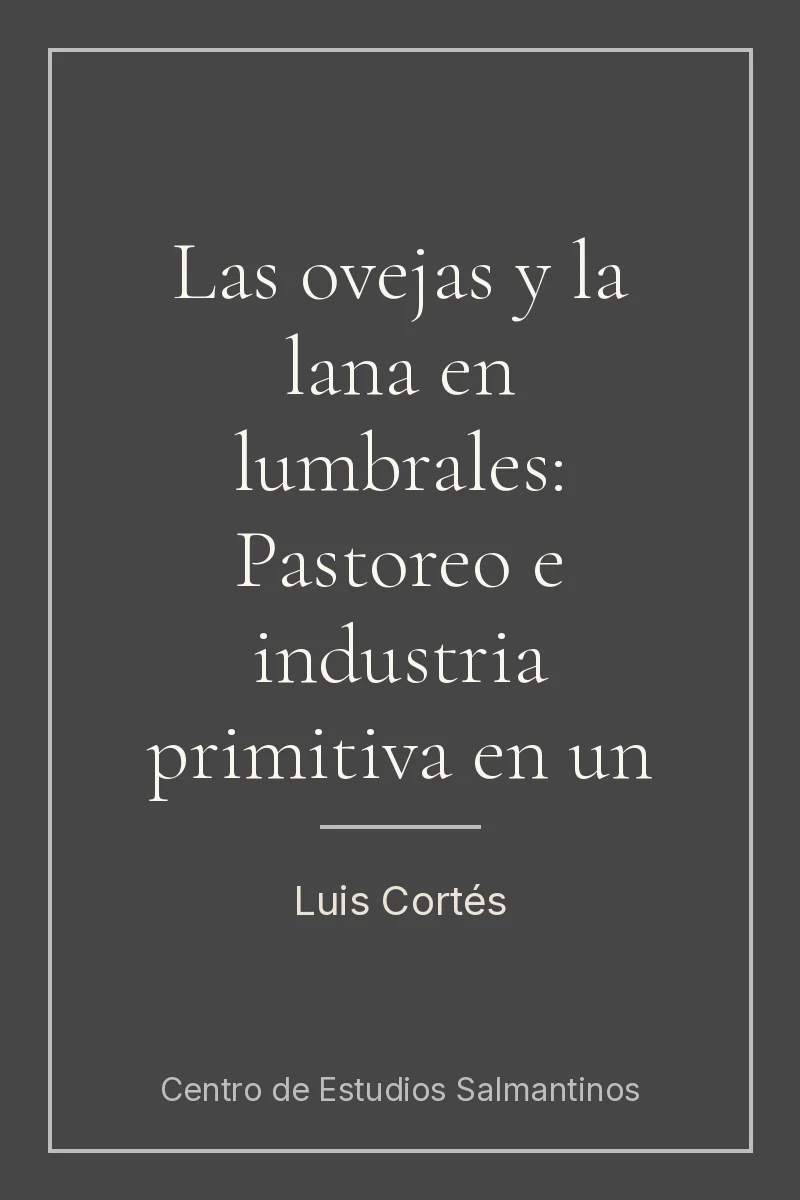 Las ovejas y la
lana en
lumbrales:
Pastoreo e
industria
primitiva en un
Luis Cortés
Centro de Estudios Salmantinos